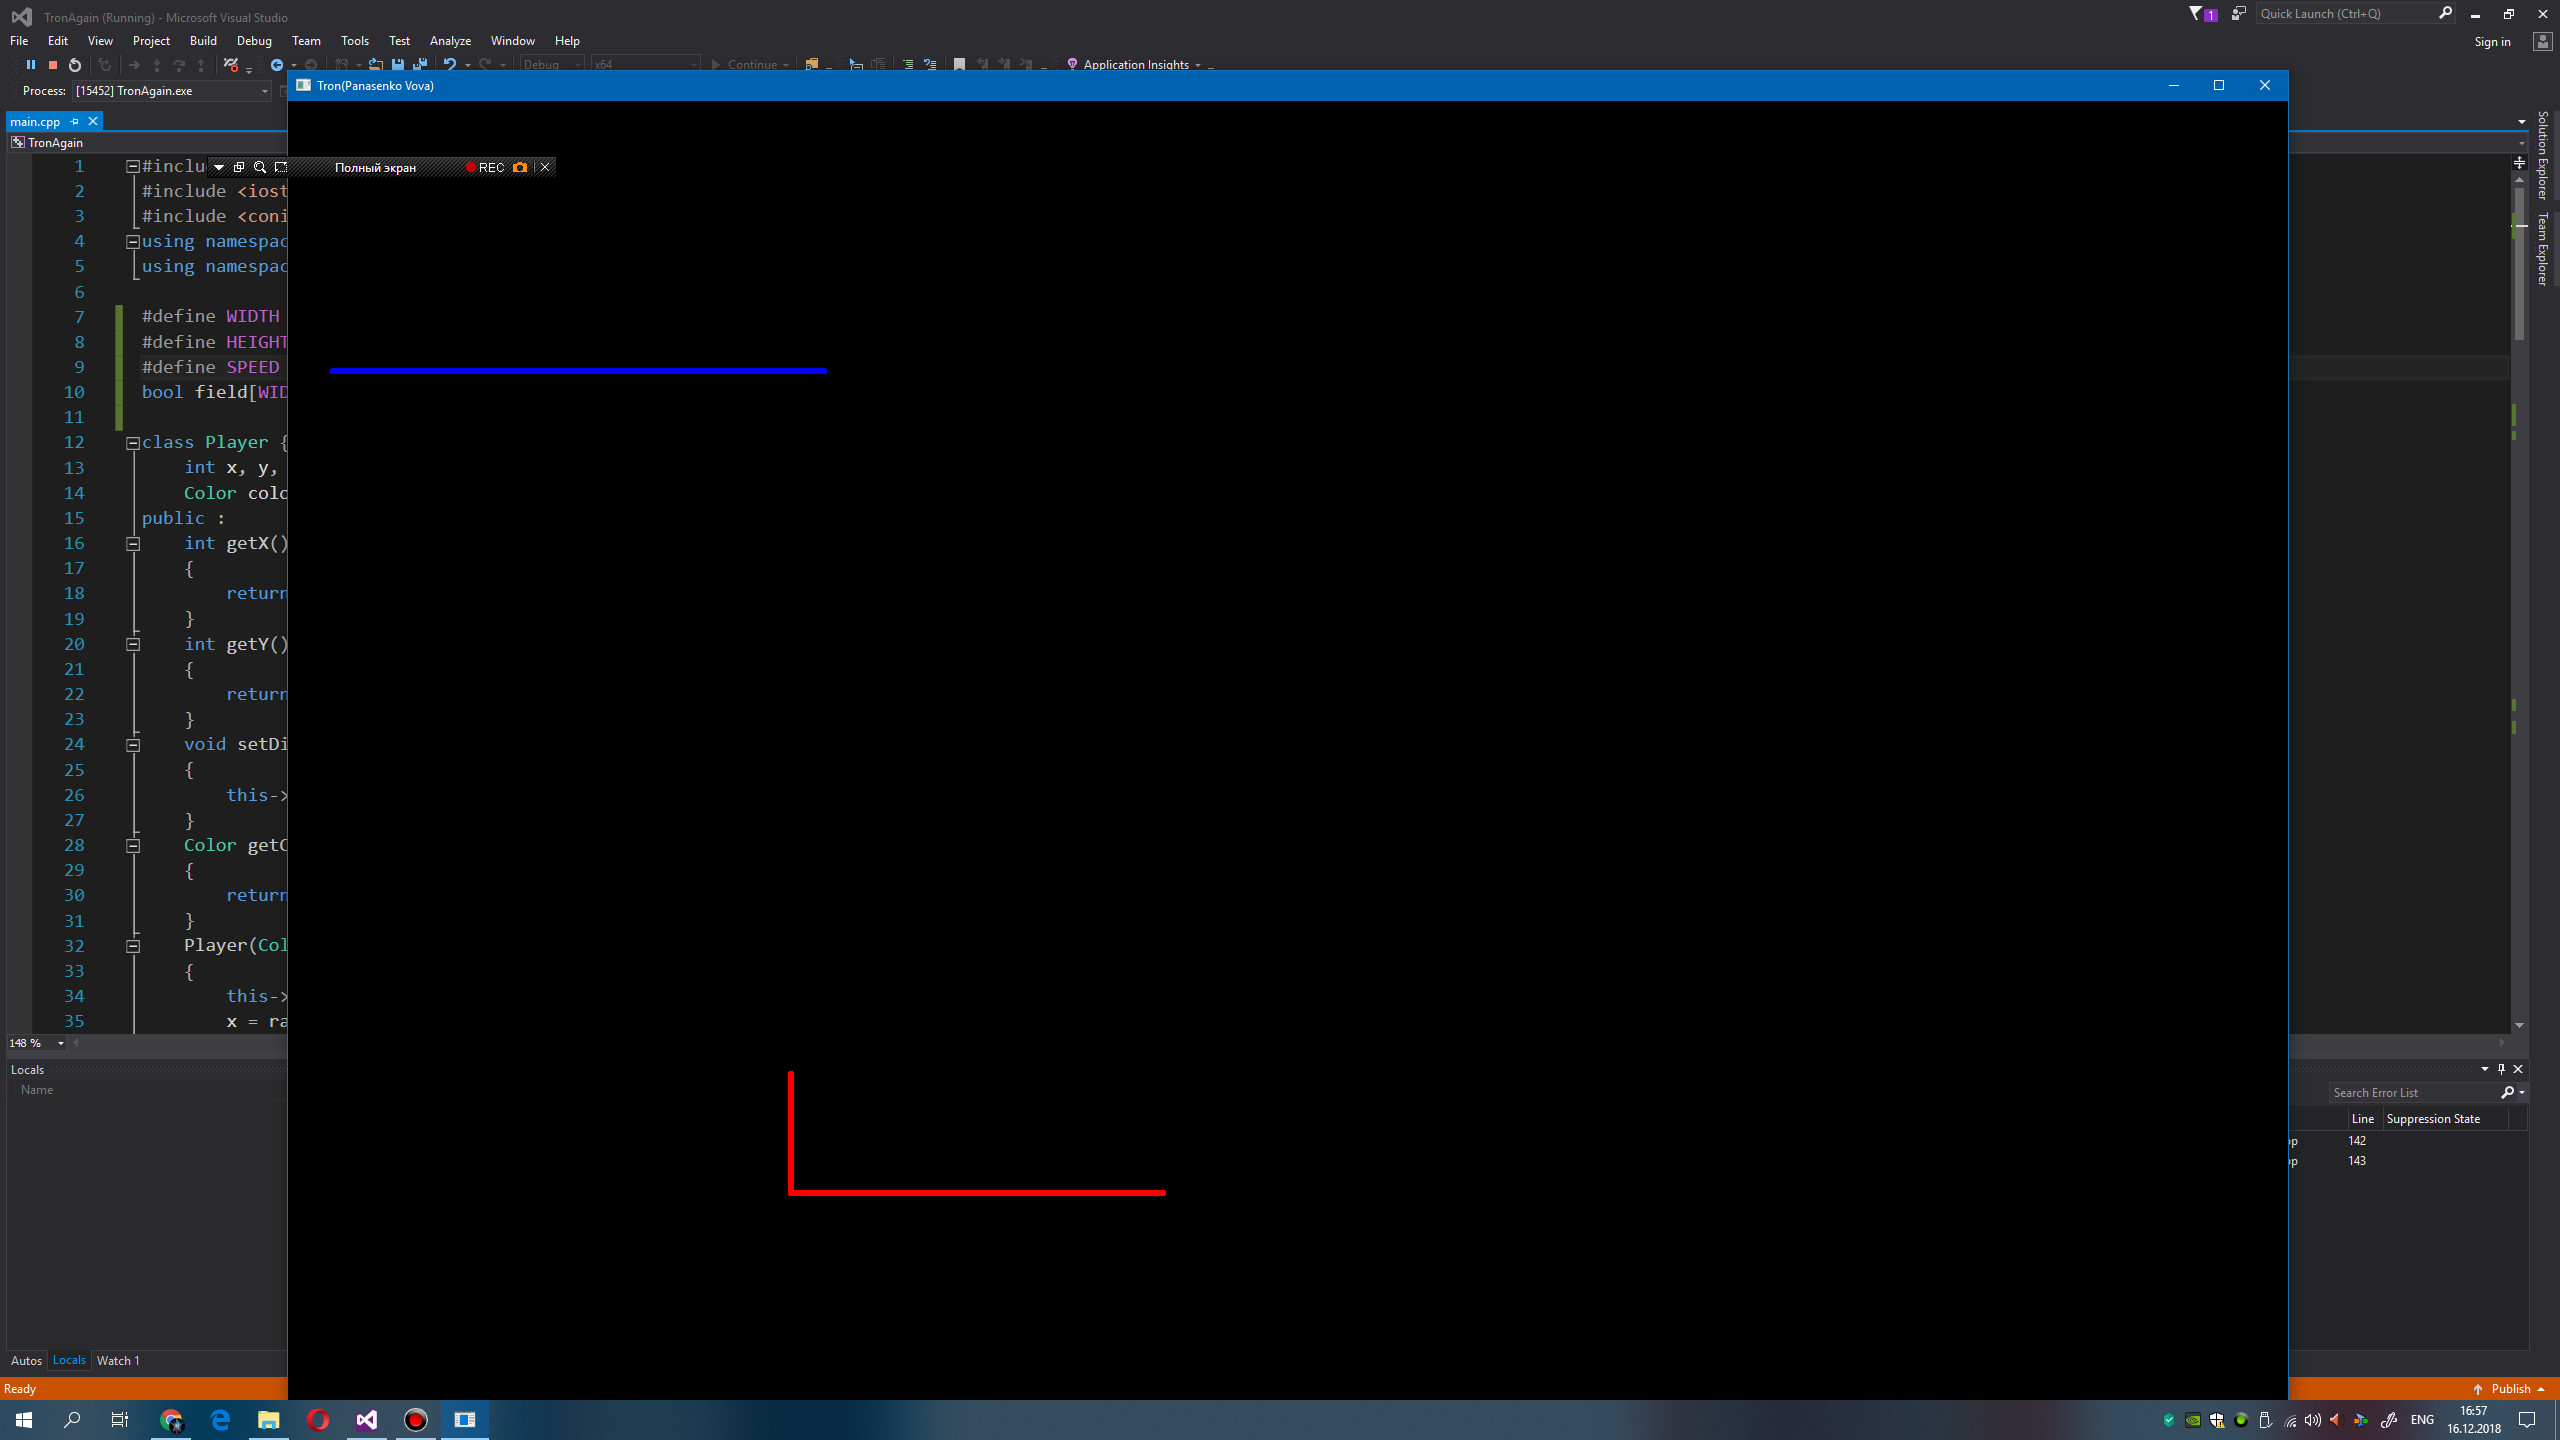 TronAgain (Running) - Microsoft Visual Studio
1
Quick Launch (Ctrl+Q)
File Edit View Project Build Debug Team Tools Test Analyze Window Help
Sign in
Debug x64 Continue Application Insights
Process: [15452] TronAgain.exe
Tron(Panasenko Vova)
main.cpp
TronAgain
Полный экран REC
1 #inclu
2 #include <iost
3 #include <coni
4 using namespac
5 using namespac
6
7 #define WIDTH
8 #define HEIGHT
9 #define SPEED
10 bool field[WID
11
12 class Player {
13 int x, y,
14 Color colo
15 public :
16 int getX()
17 {
18 return
19 }
20 int getY()
21 {
22 return
23 }
24 void setDi
25 {
26 this->
27 }
28 Color getC
29 {
30 return
31 }
32 Player(Col
33 {
34 this->
35 x = ra
Solution Explorer
Team Explorer
148 %
Locals
Name
Search Error List
Line Suppression State
pp 142
pp 143
Autos Locals Watch 1
Ready
Publish
ENG
16:57
16.12.2018